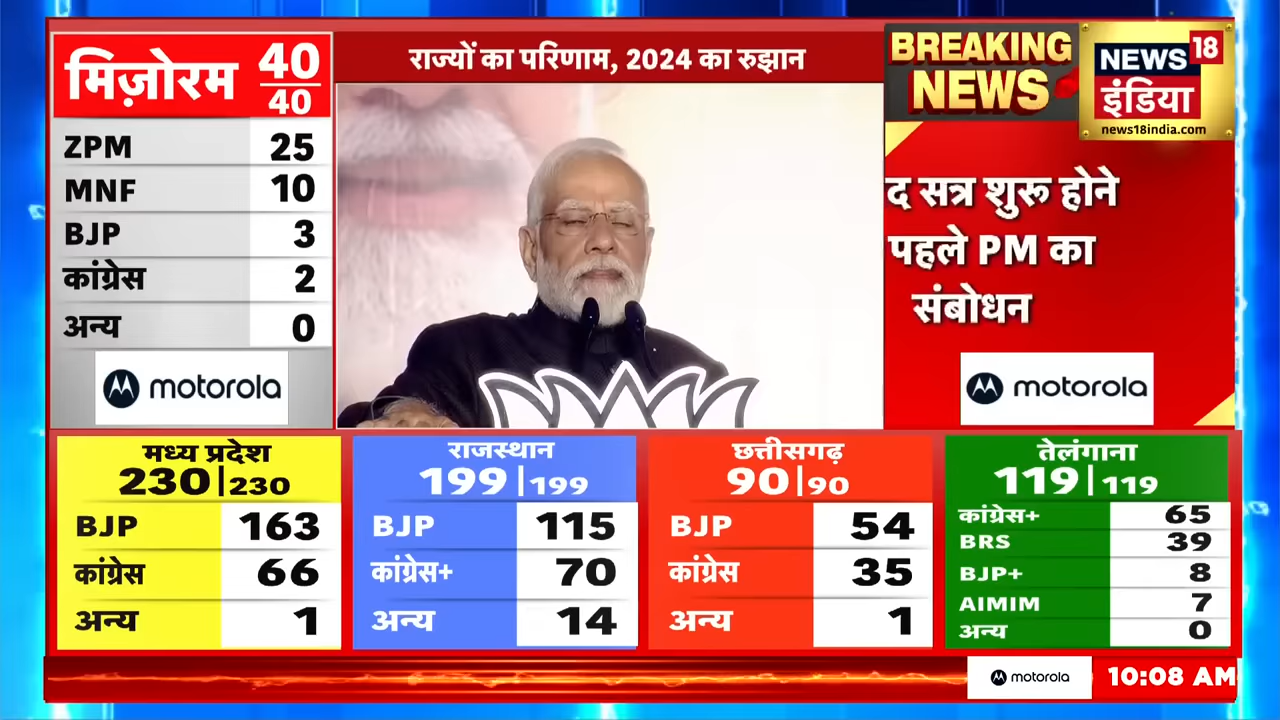 मिज़ोरम 40
40
ZPM 25
MNF 10
BJP 3
कांग्रेस 2
अन्य 0
motorola
राज्यों का परिणाम, 2024 का रुझान
BREAKING
NEWS
NEWS 18
इंडिया
news18india.com
द सत्र शुरू होने
पहले PM का
संबोधन
motorola
मध्य प्रदेश
230|230
BJP 163
कांग्रेस 66
अन्य 1
राजस्थान
199|199
BJP 115
कांग्रेस+ 70
अन्य 14
छत्तीसगढ़
90|90
BJP 54
कांग्रेस 35
अन्य 1
तेलंगाना
119|119
कांग्रेस+ 65
BRS 39
BJP+ 8
AIMIM 7
अन्य 0
motorola 10:08 AM